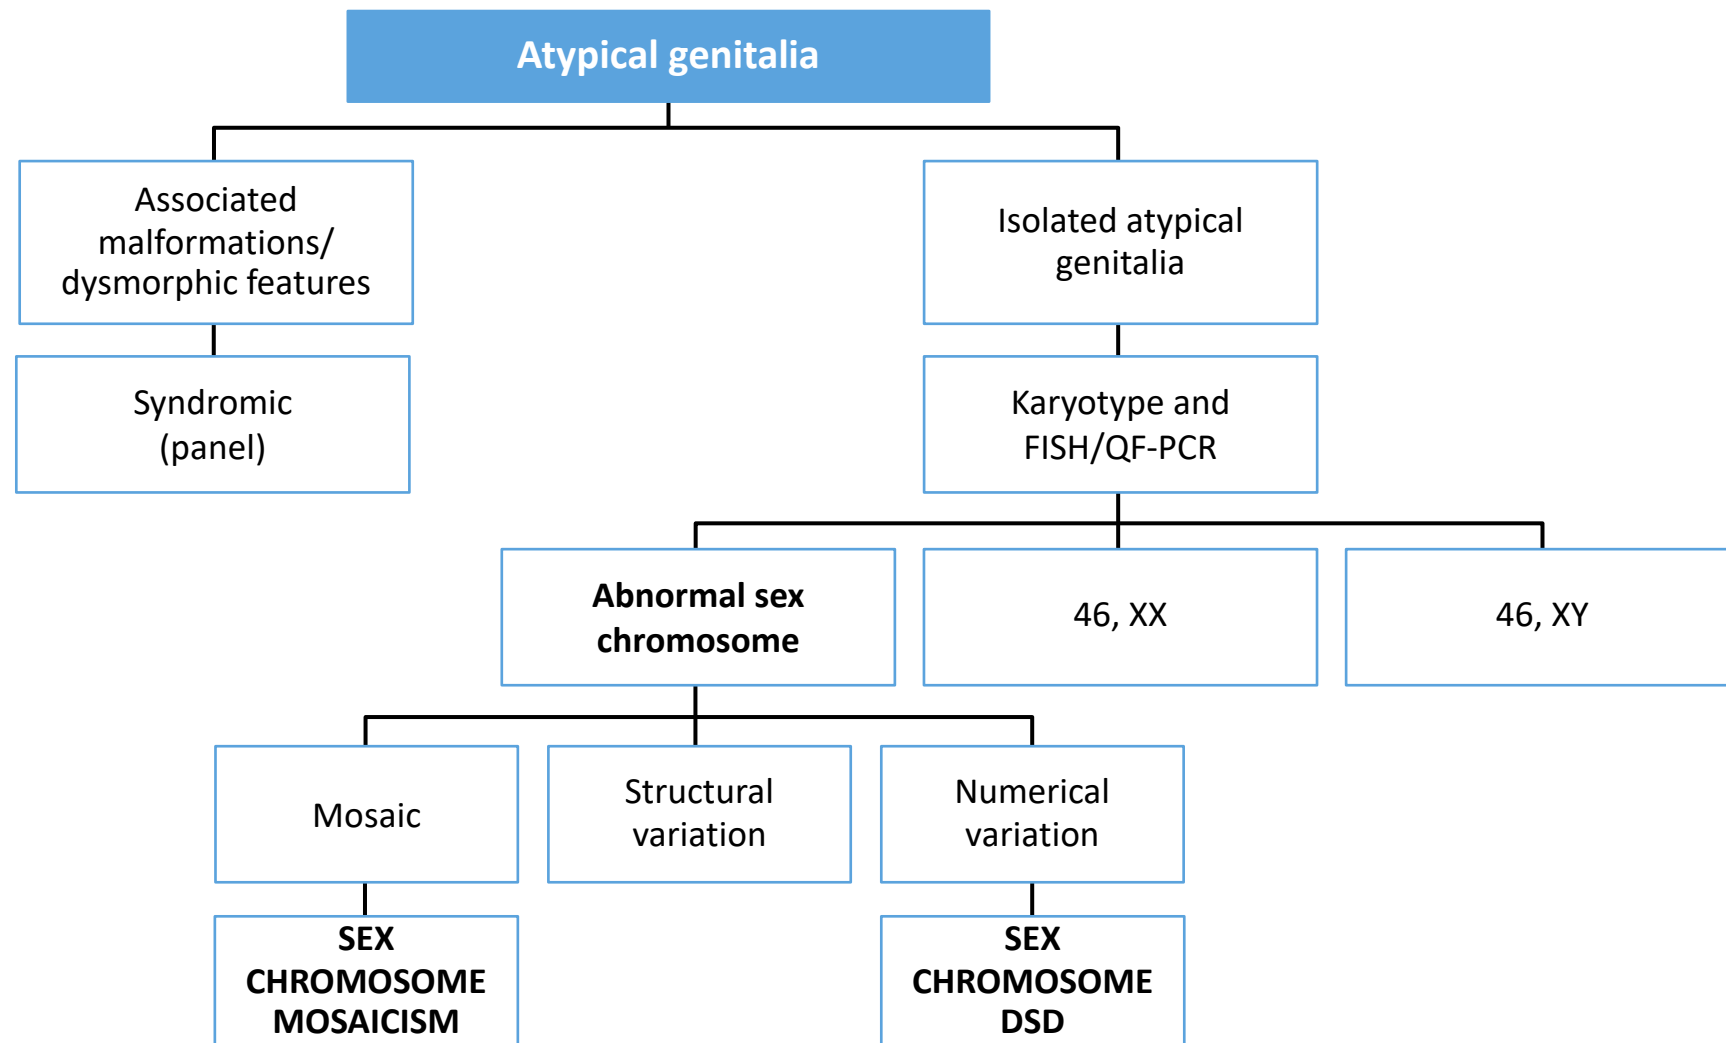 Atypical genitalia
Associated
malformations/
dysmorphic features
Isolated atypical
genitalia
Syndromic
(panel)
Karyotype and
FISH/QF-PCR
Abnormal sex
chromosome
46, XX
46, XY
Mosaic
Structural
variation
Numerical
variation
SEX
CHROMOSOME
MOSAICISM
SEX
CHROMOSOME
DSD